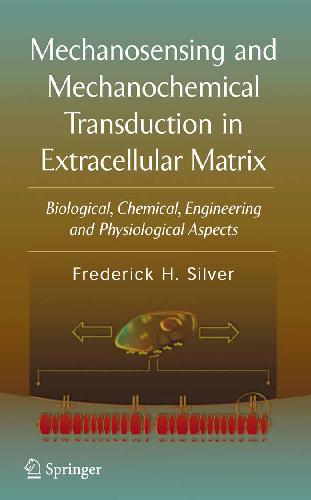 Mechanosensing and
Mechanochemical
Transduction in
Extracellular Matrix
Biological, Chemical, Engineering
and Physiological Aspects
Frederick H. Silver
Springer